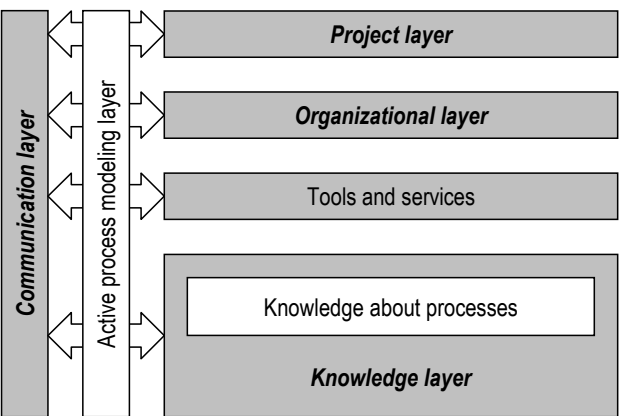 Communication layer
Active process modeling layer
Project layer
Organizational layer
Tools and services
Knowledge about processes
Knowledge layer